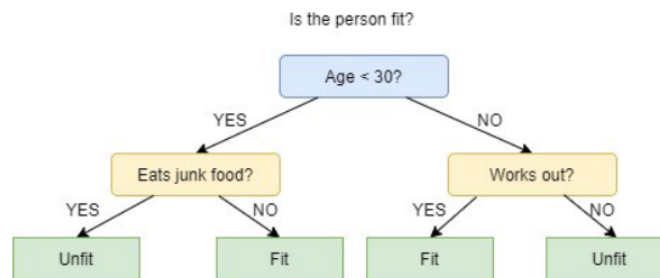 Is the person fit?
Age < 30?
YES
NO
Eats junk food?
Works out?
YES
NO
YES
NO
Unfit
Fit
Fit
Unfit